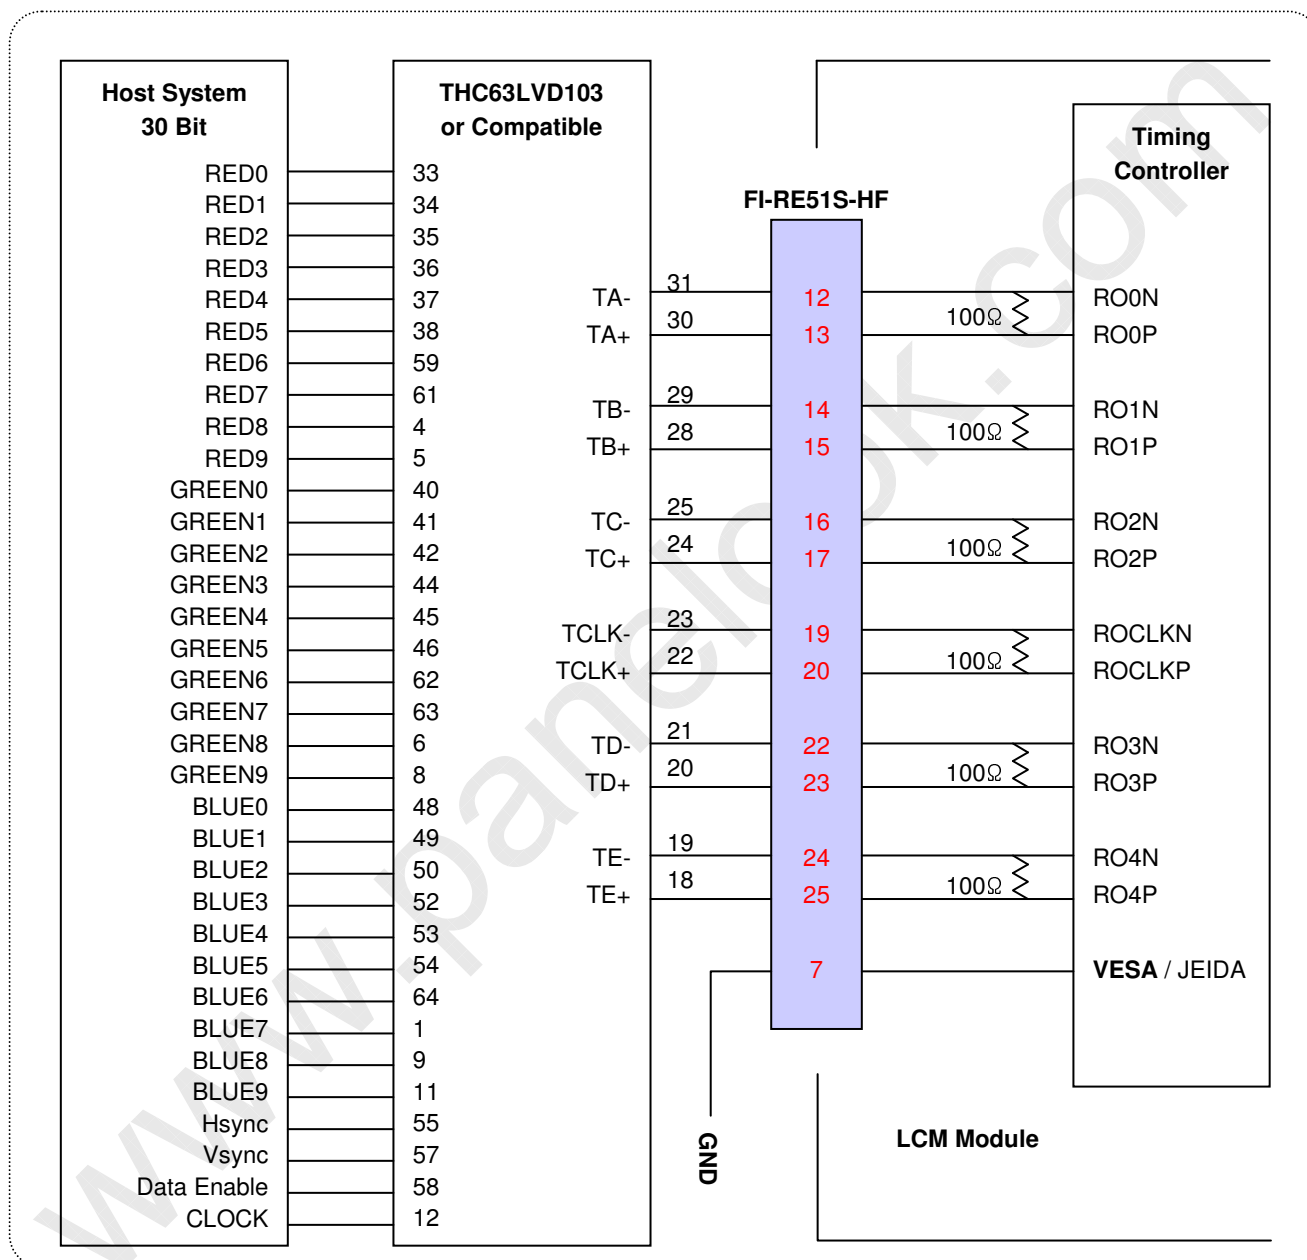 Host System
30 Bit
RED0
RED1
RED2
RED3
RED4
RED5
RED6
RED7
RED8
RED9
GREEN0
GREEN1
GREEN2
GREEN3
GREEN4
GREEN5
GREEN6
GREEN7
GREEN8
GREEN9
BLUE0
BLUE1
BLUE2
BLUE3
BLUE4
BLUE5
BLUE6
BLUE7
BLUE8
BLUE9
Hsync
Vsync
Data Enable
CLOCK
THC63LVD103
or Compatible
33
34
35
36
37
38
59
61
4
5
40
41
42
44
45
46
62
63
6
8
48
49
50
52
53
54
64
1
9
11
55
57
58
12
TA- 31
TA+ 30
TB- 29
TB+ 28
TC- 25
TC+ 24
TCLK- 23
TCLK+ 22
TD- 21
TD+ 20
TE- 19
TE+ 18
GND
FI-RE51S-HF
12
13
14
15
16
17
19
20
22
23
24
25
7
100Ω
100Ω
100Ω
100Ω
100Ω
100Ω
Timing
Controller
RO0N
RO0P
RO1N
RO1P
RO2N
RO2P
ROCLKN
ROCLKP
RO3N
RO3P
RO4N
RO4P
VESA / JEIDA
LCM Module
www.panelook.com